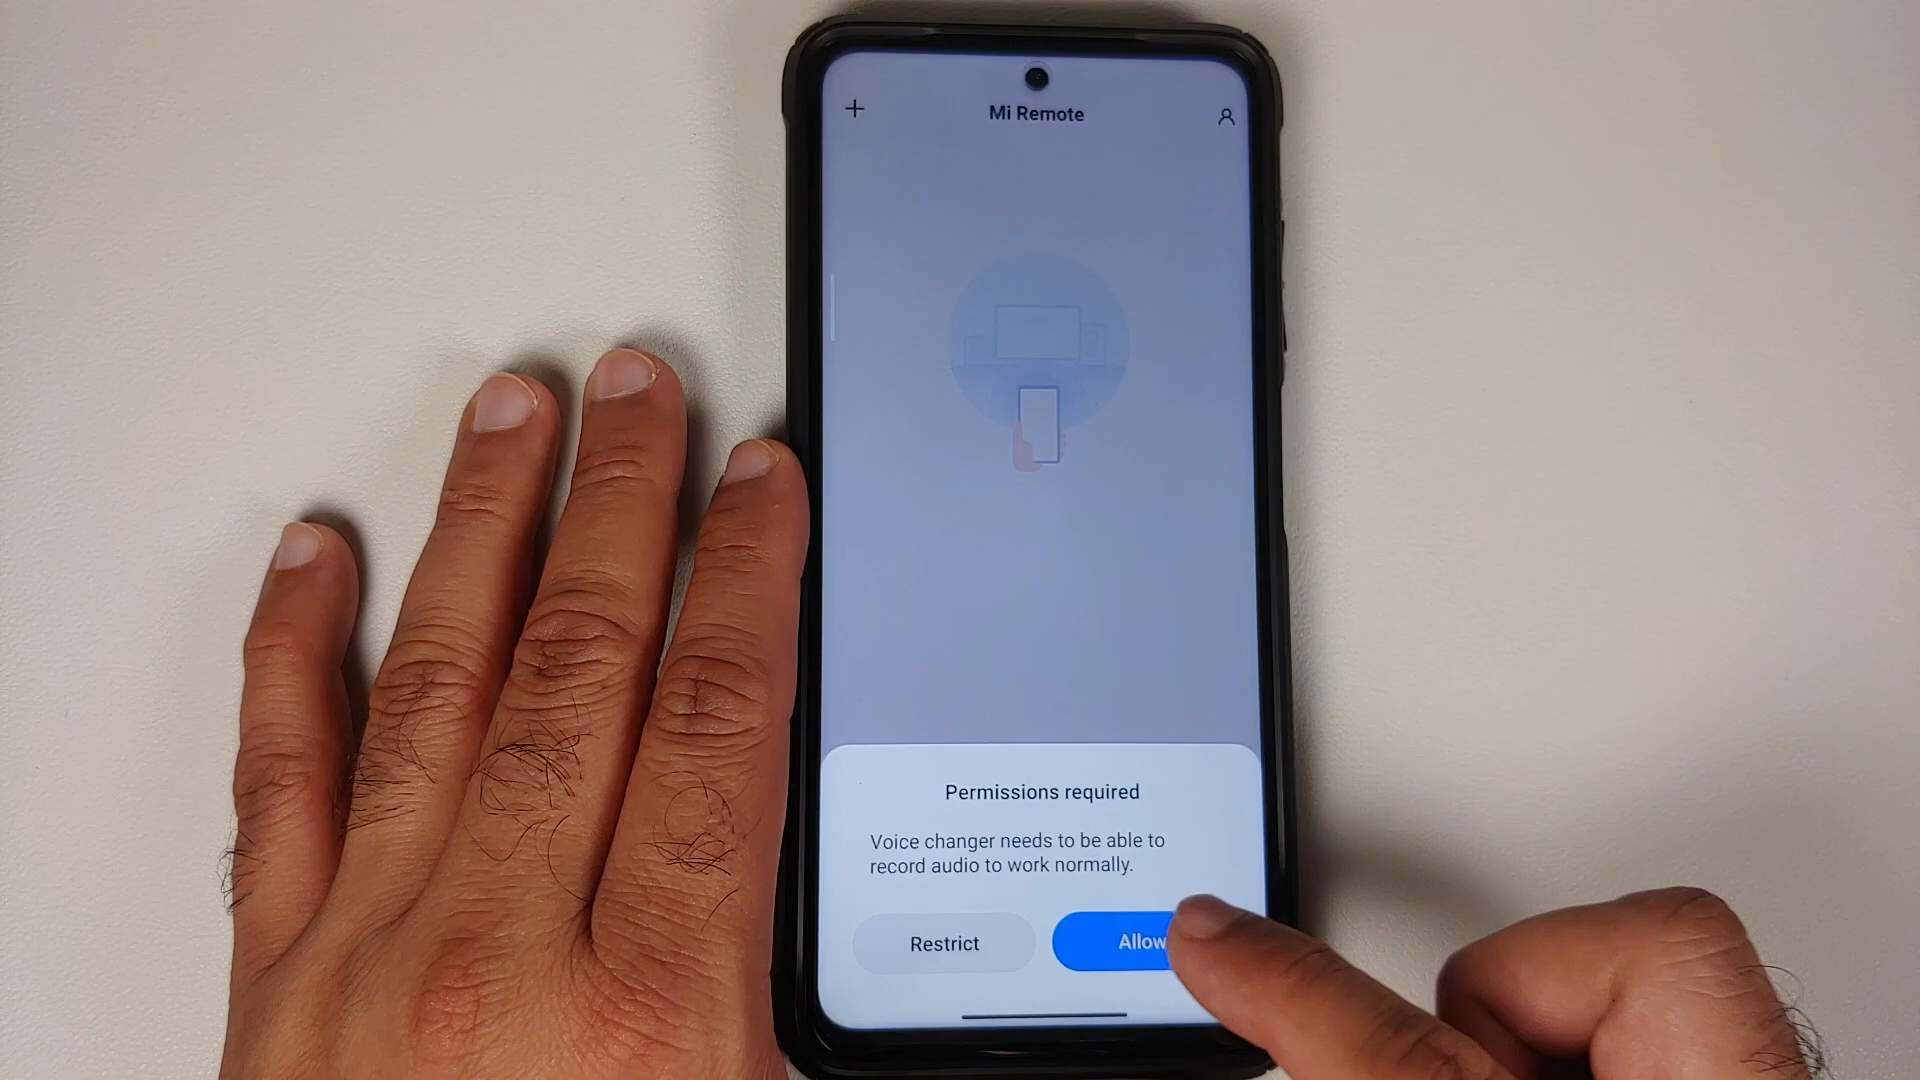 Mi Remote
Permissions required
Voice changer needs to be able to
record audio to work normally.
Restrict
Allow